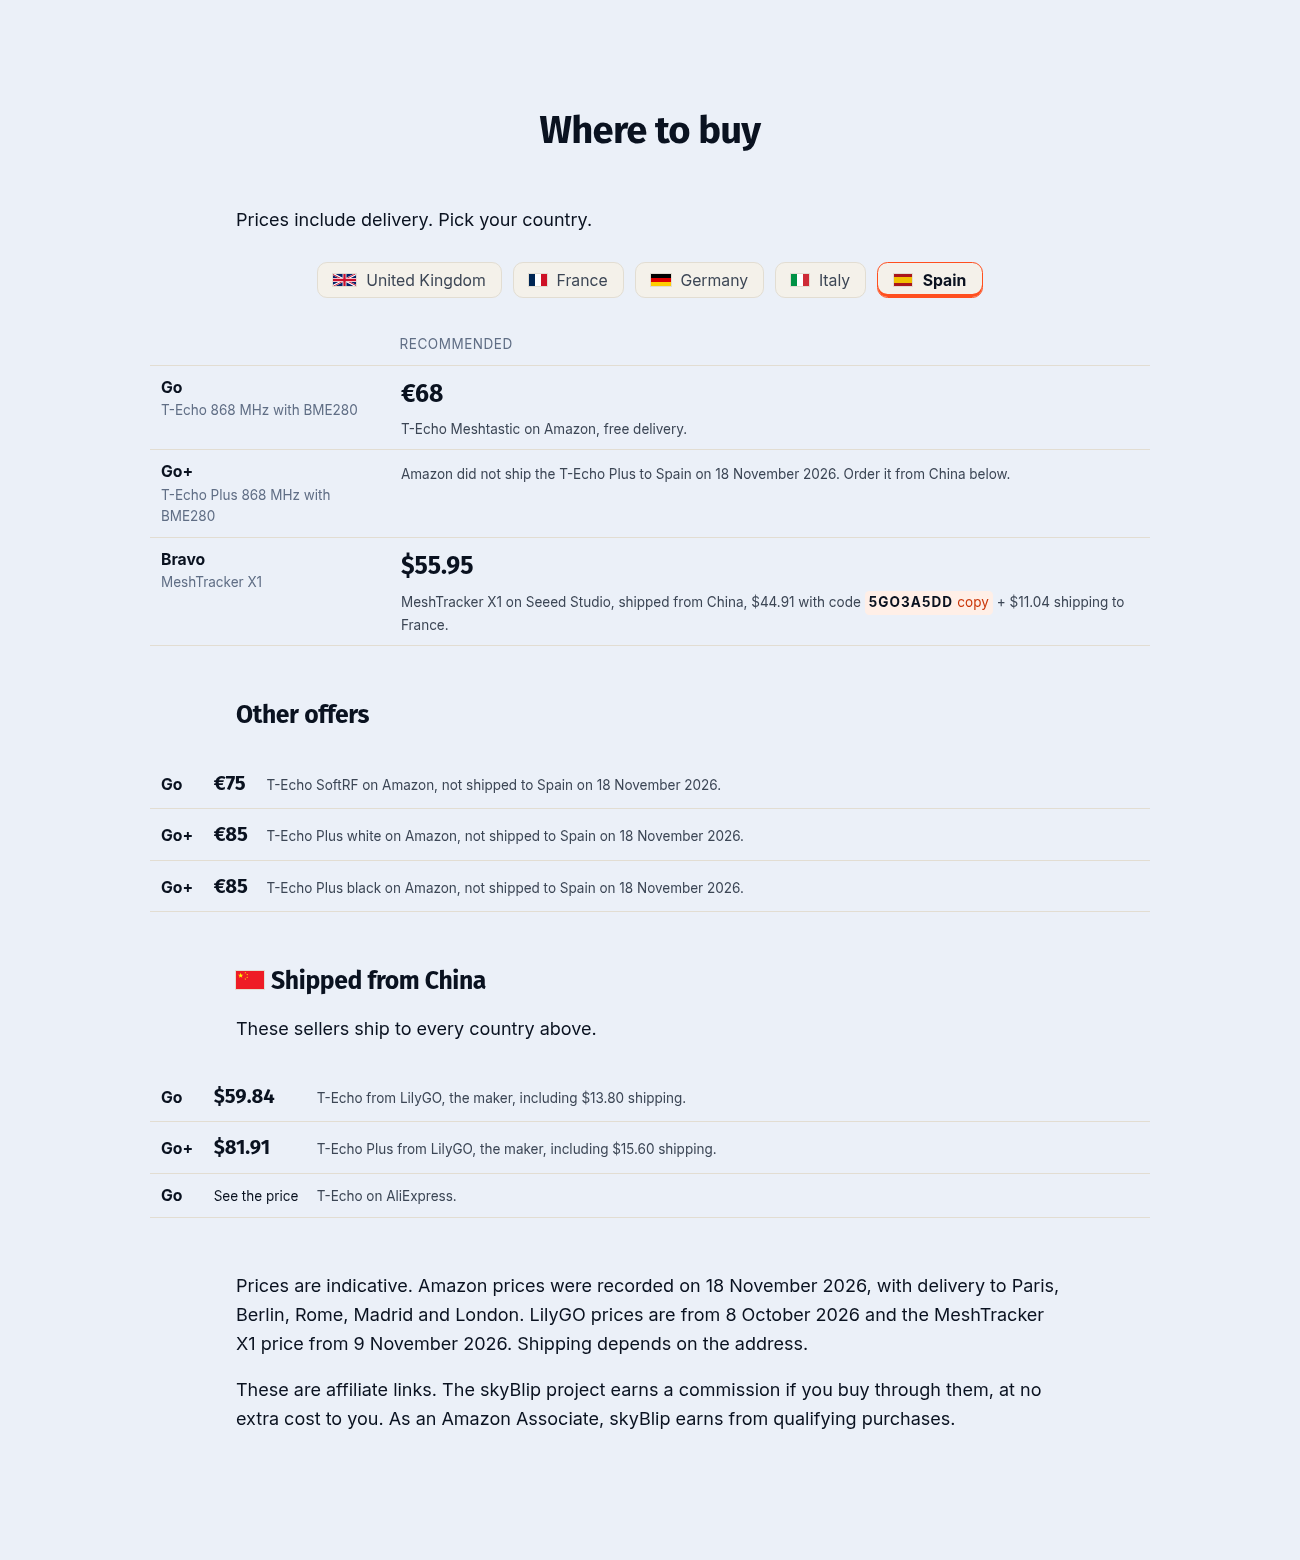 Where to buy
Prices include delivery. Pick your country.
United Kingdom France Germany Italy Spain
RECOMMENDED
Go
€68
T-Echo 868 MHz with BME280
T-Echo Meshtastic on Amazon, free delivery.
Go+
Amazon did not ship the T-Echo Plus to Spain on 18 November 2026. Order it from China below.
T-Echo Plus 868 MHz with
BME280
Bravo
$55.95
MeshTracker X1
MeshTracker X1 on Seeed Studio, shipped from China, $44.91 with code 5GO3A5DD copy + $11.04 shipping to
France.
Other offers
Go €75 T-Echo SoftRF on Amazon, not shipped to Spain on 18 November 2026.
Go+ €85 T-Echo Plus white on Amazon, not shipped to Spain on 18 November 2026.
Go+ €85 T-Echo Plus black on Amazon, not shipped to Spain on 18 November 2026.
Shipped from China
These sellers ship to every country above.
Go $59.84 T-Echo from LilyGO, the maker, including $13.80 shipping.
Go+ $81.91 T-Echo Plus from LilyGO, the maker, including $15.60 shipping.
Go See the price T-Echo on AliExpress.
Prices are indicative. Amazon prices were recorded on 18 November 2026, with delivery to Paris,
Berlin, Rome, Madrid and London. LilyGO prices are from 8 October 2026 and the MeshTracker
X1 price from 9 November 2026. Shipping depends on the address.
These are affiliate links. The skyBlip project earns a commission if you buy through them, at no
extra cost to you. As an Amazon Associate, skyBlip earns from qualifying purchases.